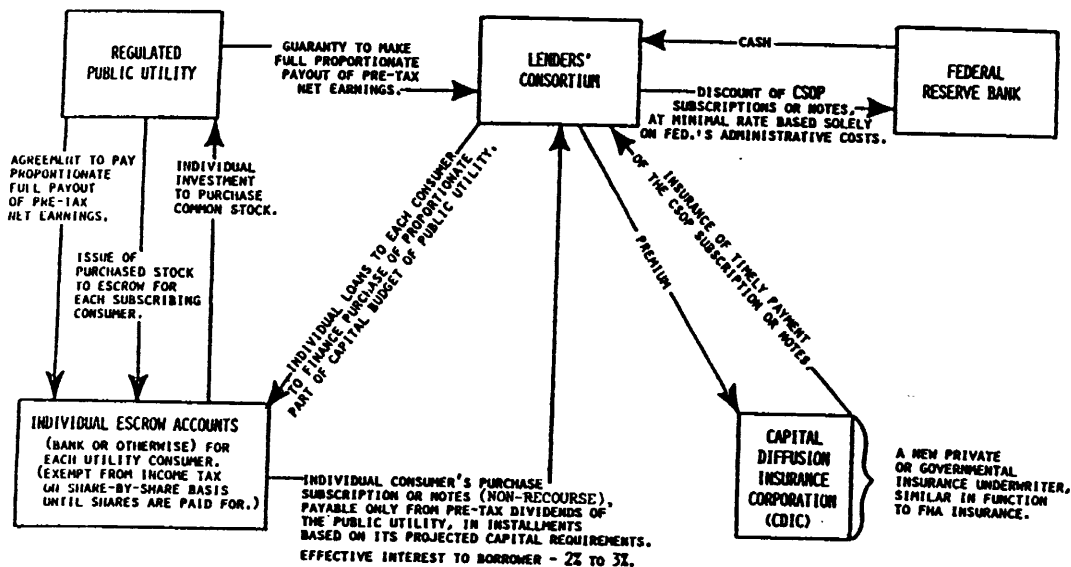 REGULATED
PUBLIC UTILITY
GUARANTY TO MAKE
FULL PROPORTIONATE
PAYOUT OF PRE-TAX
NET EARNINGS.
LENDERS'
CONSORTIUM
CASH
FEDERAL
RESERVE BANK
DISCOUNT OF CSOP
SUBSCRIPTIONS OR NOTES,
AT MINIMAL RATE BASED SOLELY
ON FED.'S ADMINISTRATIVE COSTS.
AGREEMENT TO PAY
PROPORTIONATE
FULL PAYOUT
OF PRE-TAX
NET EARNINGS.
INDIVIDUAL
INVESTMENT
TO PURCHASE
COMMON STOCK.
ISSUE OF
PURCHASED STOCK
TO ESCROW FOR
EACH SUBSCRIBING
CONSUMER.
INDIVIDUAL LOANS TO EACH CONSUMER
TO FINANCE PURCHASE OF PROPORTIONATE
PART OF CAPITAL BUDGET OF PUBLIC UTILITY.
PREMIUM
INSURANCE OF TIMELY PAYMENT
OF THE CSOP SUBSCRIPTION OR NOTES.
INDIVIDUAL ESCROW ACCOUNTS
(BANK OR OTHERWISE) FOR
EACH UTILITY CONSUMER.
(EXEMPT FROM INCOME TAX
ON SHARE-BY-SHARE BASIS
UNTIL SHARES ARE PAID FOR.)
INDIVIDUAL CONSUMER'S PURCHASE
SUBSCRIPTION OR NOTES (NON-RECOURSE),
PAYABLE ONLY FROM PRE-TAX DIVIDENDS OF
THE PUBLIC UTILITY, IN INSTALLMENTS
BASED ON ITS PROJECTED CAPITAL REQUIREMENTS.
EFFECTIVE INTEREST TO BORROWER - 2% TO 3%.
CAPITAL
DIFFUSION
INSURANCE
CORPORATION
(CDIC)
A NEW PRIVATE
OR GOVERNMENTAL
INSURANCE UNDERWRITER,
SIMILAR IN FUNCTION
TO FHA INSURANCE.